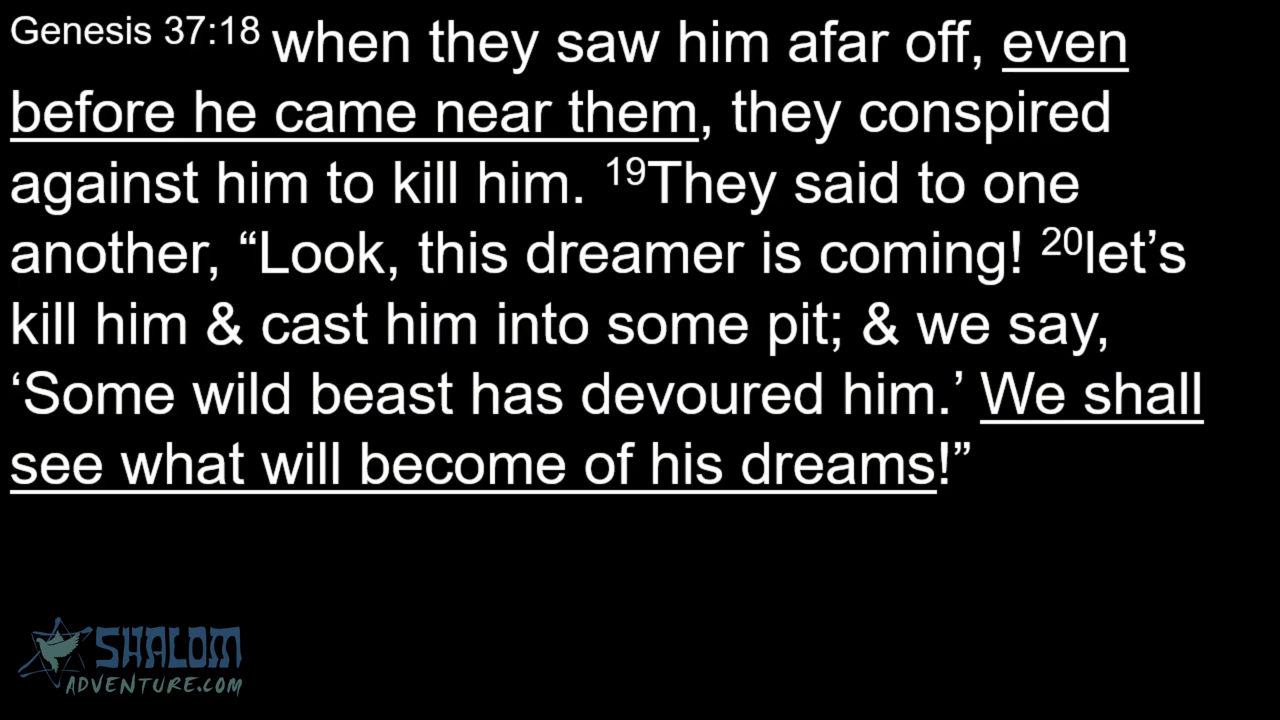 Genesis 37:18 when they saw him afar off, even
before he came near them, they conspired
against him to kill him. 19They said to one
another, “Look, this dreamer is coming! 20let’s
kill him & cast him into some pit; & we say,
‘Some wild beast has devoured him.’ We shall
see what will become of his dreams!”
SHALOM
ADVENTURE.COM